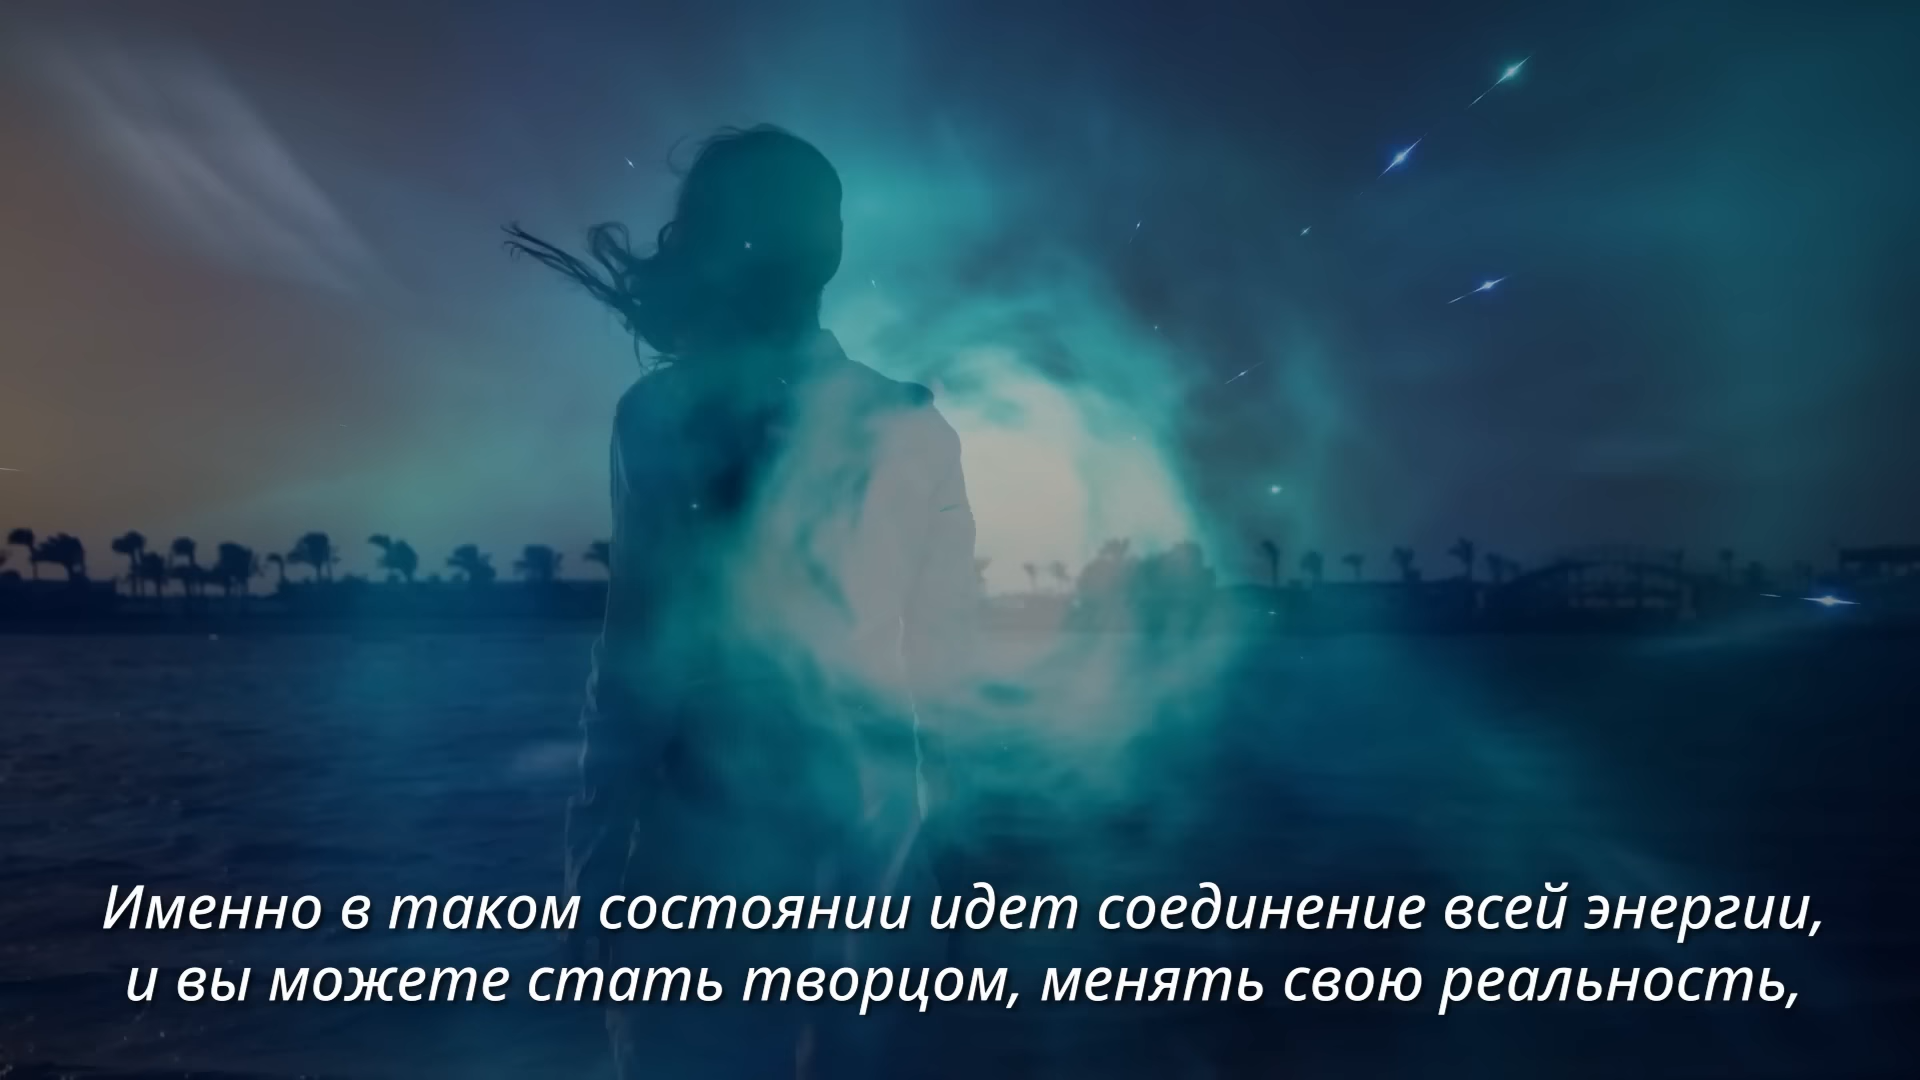 Именно в таком состоянии идет соединение всей энергии,
и вы можете стать творцом, менять свою реальность,